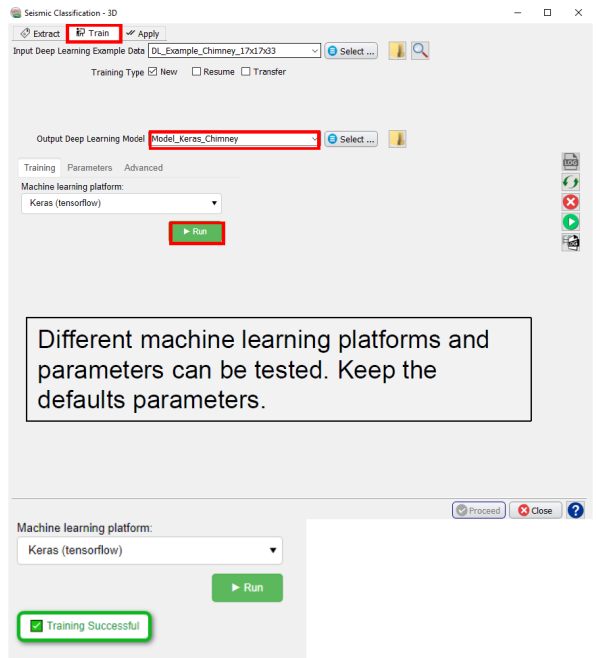 Seismic Classification - 3D
Extract Train Apply
Input Deep Learning Example Data DL_Example_Chimney_17x17x33 Select ...
Training Type New Resume Transfer
Output Deep Learning Model Model_Keras_Chimney Select ...
Training Parameters Advanced
Machine learning platform:
Keras (tensorflow)
Run
LOG
Different machine learning platforms and
parameters can be tested. Keep the
defaults parameters.
Proceed Close ?
Machine learning platform:
Keras (tensorflow)
Run
Training Successful